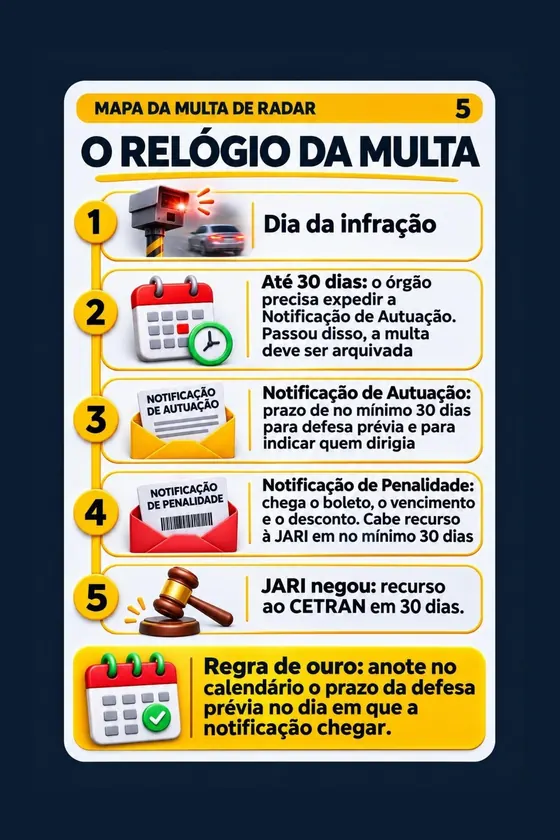 MAPA DA MULTA DE RADAR 5
O RELÓGIO DA MULTA
1
Dia da infração
2
Até 30 dias: o órgão
precisa expedir a
Notificação de Autuação.
Passou disso, a multa
deve ser arquivada
3
NOTIFICAÇÃO
DE AUTUAÇÃO
Notificação de Autuação:
prazo de no mínimo 30 dias
para defesa prévia e para
indicar quem dirigia
4
NOTIFICAÇÃO
DE PENALIDADE
Notificação de Penalidade:
chega o boleto, o vencimento
e o desconto. Cabe recurso
à JARI em no mínimo 30 dias
5
JARI negou: recurso
ao CETRAN em 30 dias.
Regra de ouro: anote no
calendário o prazo da defesa
prévia no dia em que a
notificação chegar.